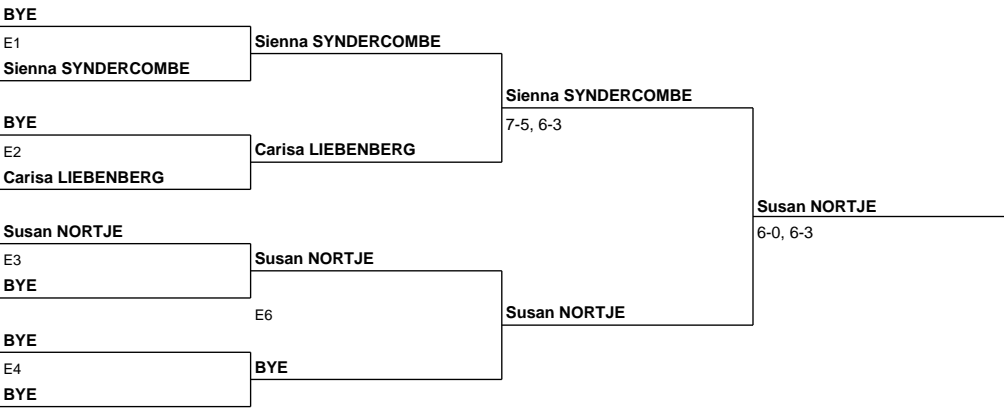 BYE
E1
Sienna SYNDERCOMBE
Sienna SYNDERCOMBE
BYE
E2
Carisa LIEBENBERG
Carisa LIEBENBERG
Sienna SYNDERCOMBE
7-5, 6-3
Susan NORTJE
E3
BYE
Susan NORTJE
E6
BYE
E4
BYE
BYE
Susan NORTJE
Susan NORTJE
6-0, 6-3